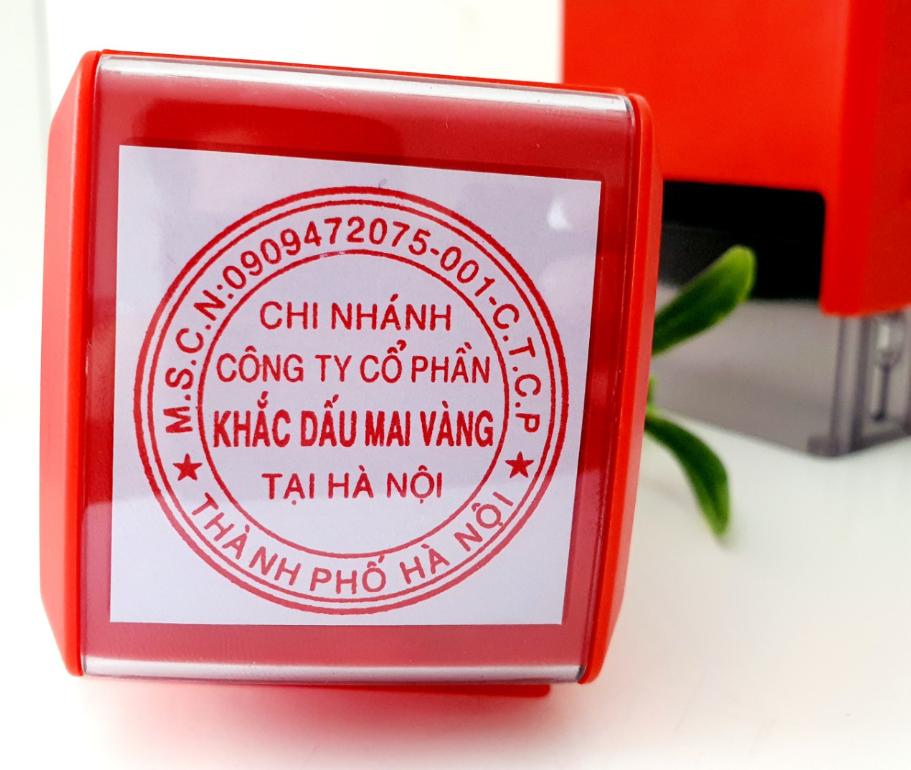 M.S.C.N:0909472075-001-C.T.C.P
CHI NHÁNH
CÔNG TY CỔ PHẦN
KHẮC DẤU MAI VÀNG
TẠI HÀ NỘI
★ THÀNH PHỐ HÀ NỘI ★